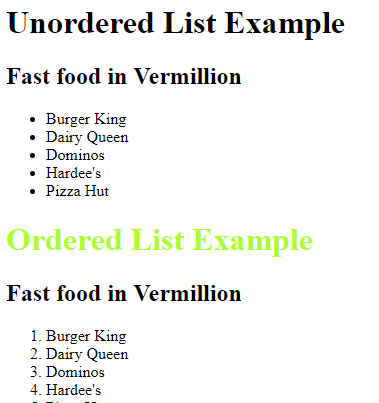 Unordered List Example
Fast food in Vermillion
• Burger King
• Dairy Queen
• Dominos
• Hardee's
• Pizza Hut
Ordered List Example
Fast food in Vermillion
1. Burger King
2. Dairy Queen
3. Dominos
4. Hardee's